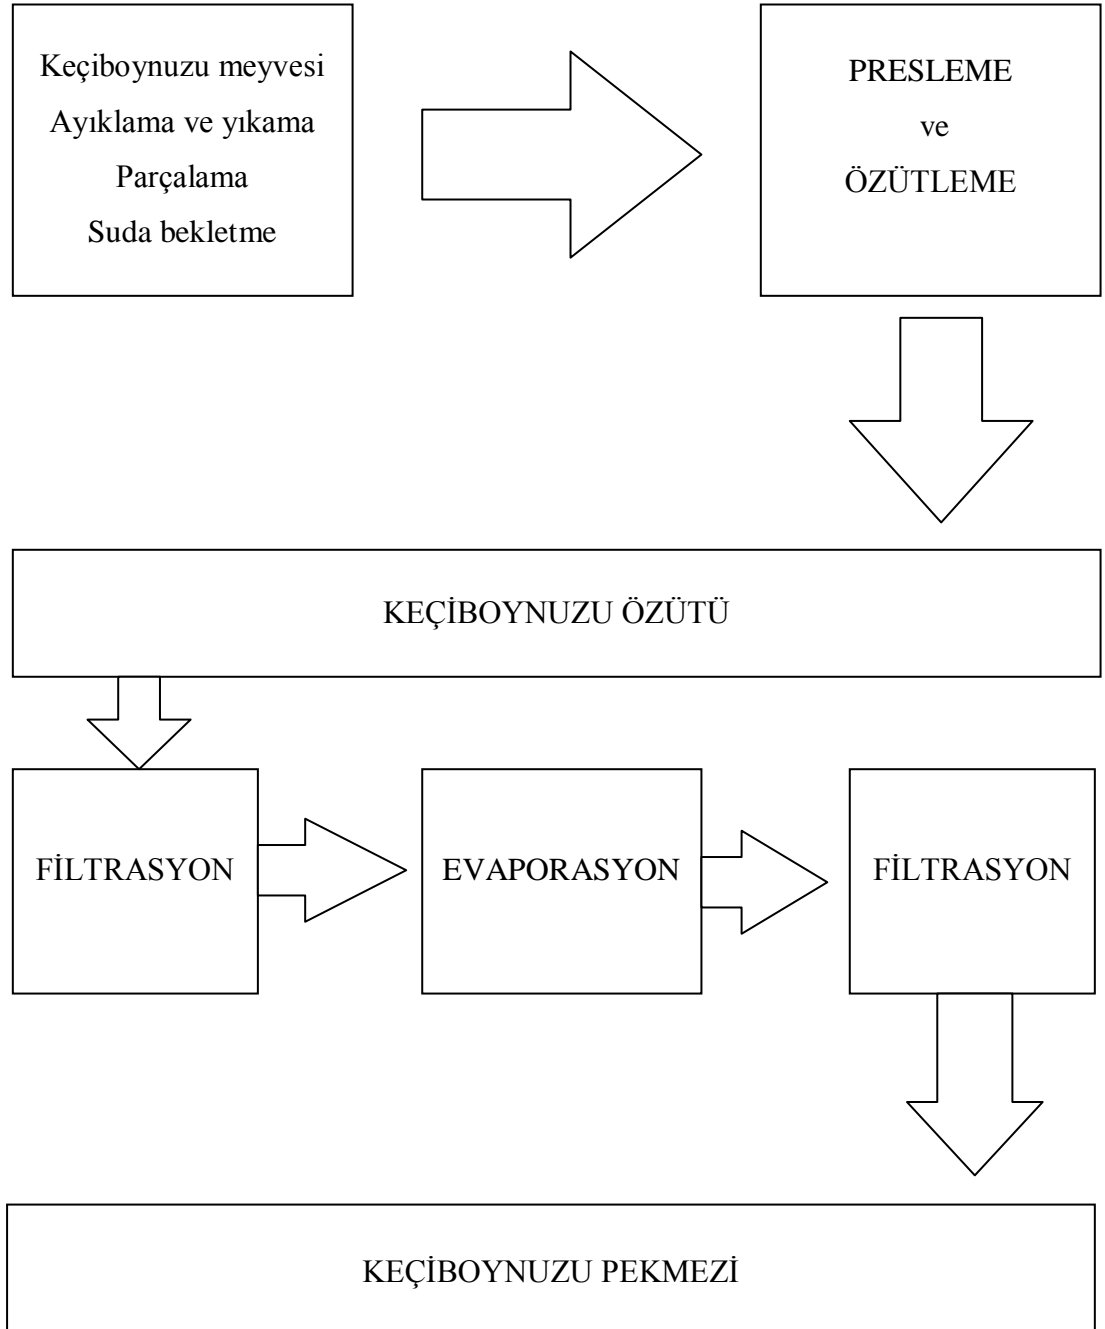 Keçiboynuzu meyvesi
Ayıklama ve yıkama
Parçalama
Suda bekletme
PRESLEME
ve
ÖZÜTLEME
KEÇİBOYNUZU ÖZÜTÜ
FİLTRASYON
EVAPORASYON
FİLTRASYON
KEÇİBOYNUZU PEKMEZİ